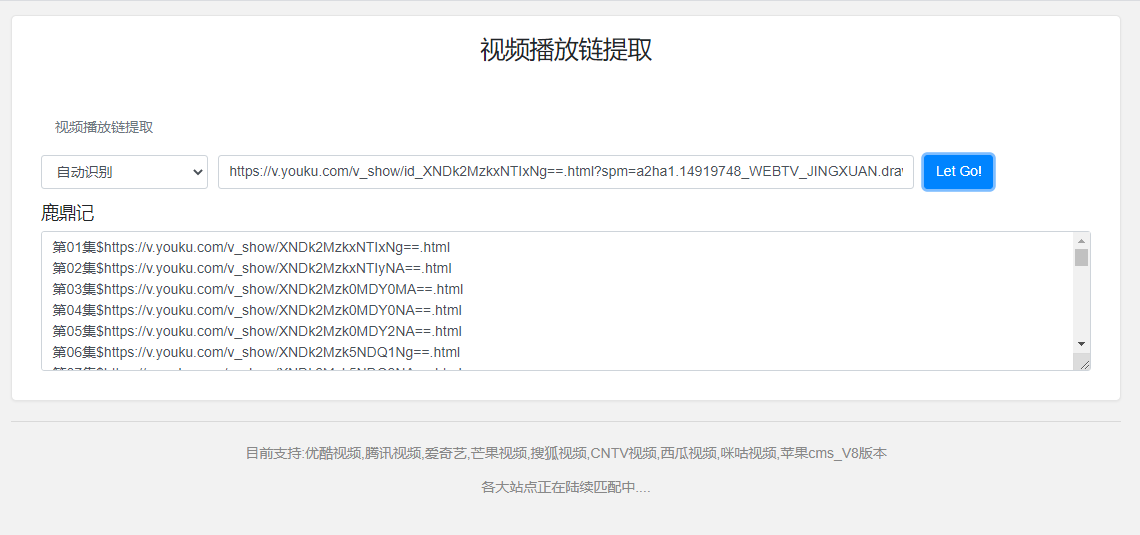 视频播放链提取
视频播放链提取
自动识别
https://v.youku.com/v_show/id_XNDk2MzkxNTIxNg==.html?spm=a2ha1.14919748_WEBTV_JINGXUAN.drav
Let Go!
鹿鼎记
第01集$https://v.youku.com/v_show/XNDk2MzkxNTIxNg==.html
第02集$https://v.youku.com/v_show/XNDk2MzkxNTIyNA==.html
第03集$https://v.youku.com/v_show/XNDk2Mzk0MDY0MA==.html
第04集$https://v.youku.com/v_show/XNDk2Mzk0MDY0NA==.html
第05集$https://v.youku.com/v_show/XNDk2Mzk0MDY2NA==.html
第06集$https://v.youku.com/v_show/XNDk2Mzk5NDQ1Ng==.html
目前支持:优酷视频,腾讯视频,爱奇艺,芒果视频,搜狐视频,CNTV视频,西瓜视频,咪咕视频,苹果cms_V8版本
各大站点正在陆续匹配中....